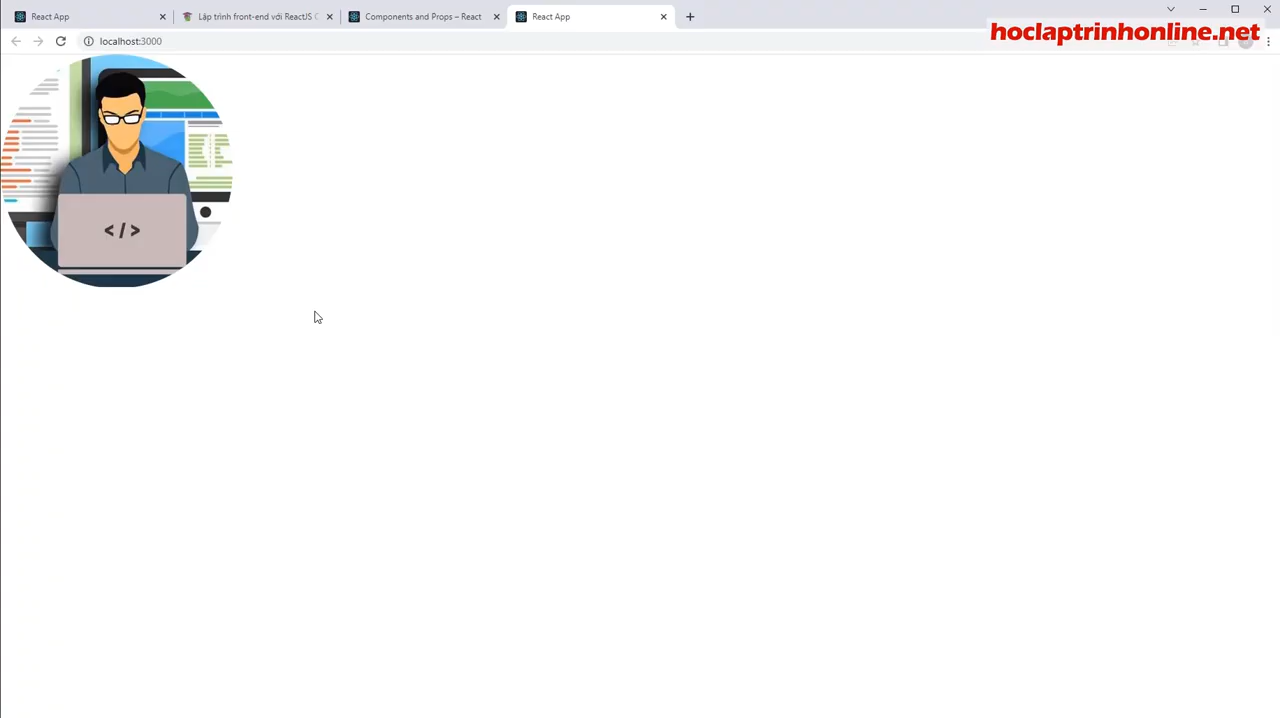 React App
Lập trình front-end với ReactJS C
Components and Props – React
React App
localhost:3000
hoclaptrinhonline.net
</>